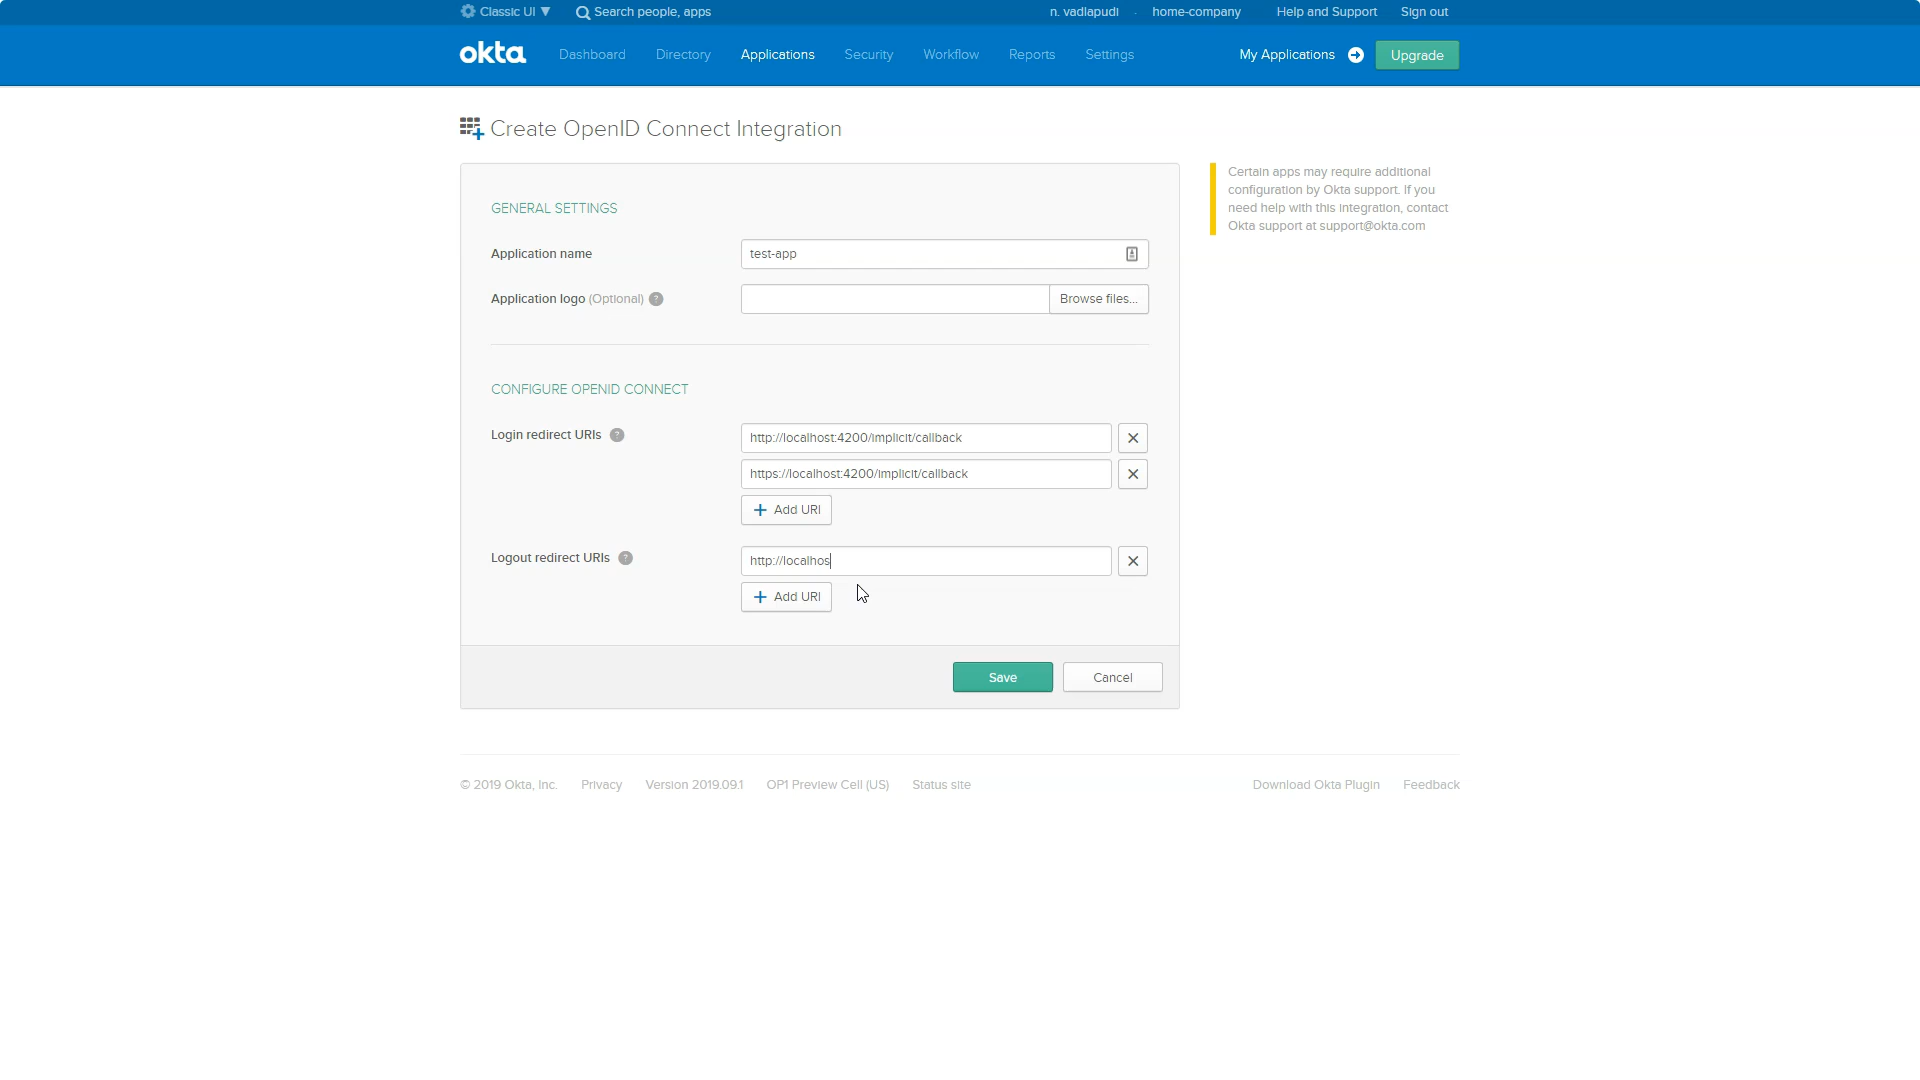 Classic UI ▼ Search people, apps n. vadlapudi · home-company Help and Support Sign out
okta Dashboard Directory Applications Security Workflow Reports Settings My Applications Upgrade
Create OpenID Connect Integration
Certain apps may require additional
configuration by Okta support. If you
need help with this integration, contact
Okta support at support@okta.com
GENERAL SETTINGS
Application name test-app
Application logo (Optional) ? Browse files...
CONFIGURE OPENID CONNECT
Login redirect URIs ? http://localhost:4200/implicit/callback
https://localhost:4200/implicit/callback
+ Add URI
Logout redirect URIs ? http://localhos
+ Add URI
Save Cancel
© 2019 Okta, Inc. Privacy Version 2019.09.1 OP1 Preview Cell (US) Status site Download Okta Plugin Feedback